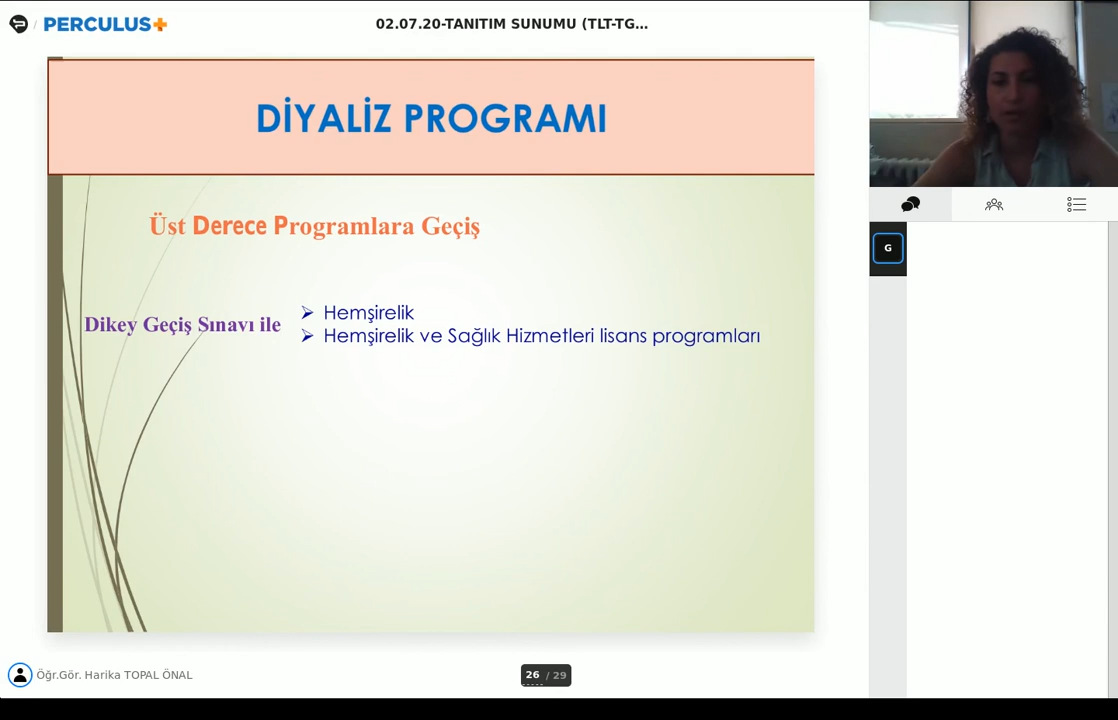 PERCULUS+
02.07.20-TANITIM SUNUMU (TLT-TG...
DİYALİZ PROGRAMI
Üst Derece Programlara Geçiş
Dikey Geçiş Sınavı ile
Hemşirelik
Hemşirelik ve Sağlık Hizmetleri lisans programları
G
Öğr.Gör. Harika TOPAL ÖNAL
26 / 29